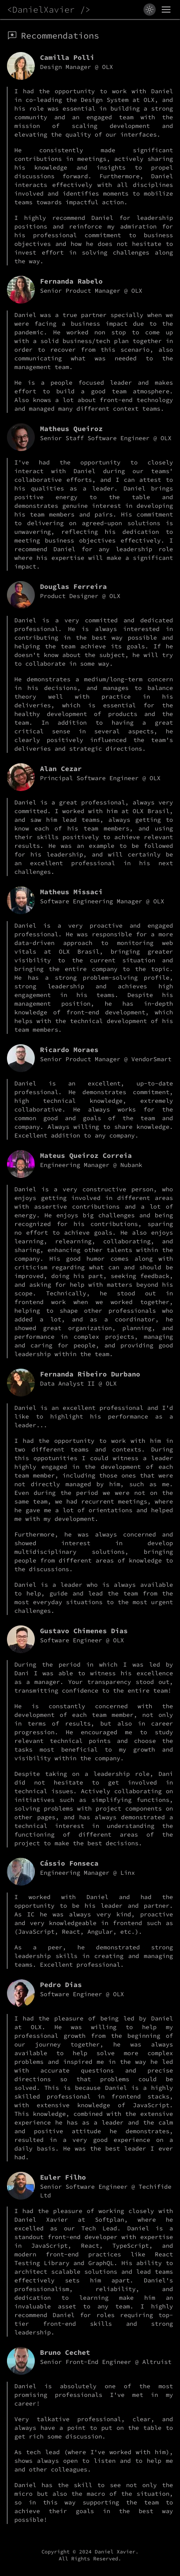 <DanielXavier />
Recommendations
Camilla Polli
Design Manager @ OLX
I had the opportunity to work with Daniel
in co-leading the Design System at OLX, and
his role was essential in building a strong
community and an engaged team with the
mission of scaling development and
elevating the quality of our interfaces.
He consistently made significant
contributions in meetings, actively sharing
his knowledge and insights to propel
discussions forward. Furthermore, Daniel
interacts effectively with all disciplines
involved and identifies moments to mobilize
teams towards impactful action.
I highly recommend Daniel for leadership
positions and reinforce my admiration for
his professional commitment to business
objectives and how he does not hesitate to
invest effort in solving challenges along
the way.
Fernanda Rabelo
Senior Product Manager @ OLX
Daniel was a true partner specially when we
were facing a business impact due to the
pandemic. He worked non stop to come up
with a solid business/tech plan together in
order to recover from this scenario, also
communicating it as was needed to the
management team.
He is a people focused leader and makes
effort to build a good team atmosphere.
Also knows a lot about front-end technology
and managed many different context teams.
Matheus Queiroz
Senior Staff Software Engineer @ OLX
I've had the opportunity to closely
interact with Daniel during our teams'
collaborative efforts, and I can attest to
his qualities as a leader. Daniel brings
positive energy to the table and
demonstrates genuine interest in developing
his team members and pairs. His commitment
to delivering on agreed-upon solutions is
unwavering, reflecting his dedication to
meeting business objectives effectively. I
recommend Daniel for any leadership role
where his expertise will make a significant
impact.
Douglas Ferreira
Product Designer @ OLX
Daniel is a very committed and dedicated
professional. He is always interested in
contributing in the best way possible and
helping the team achieve its goals. If he
doesn't know about the subject, he will try
to collaborate in some way.
He demonstrates a medium/long-term concern
in his decisions, and manages to balance
theory well with practice in his
deliveries, which is essential for the
healthy development of products and the
team. In addition to having a great
critical sense in several aspects, he
clearly positively influenced the team's
deliveries and strategic directions.
Alan Cezar
Principal Software Engineer @ OLX
Daniel is a great professional, always very
committed. I worked with him at OLX Brasil,
and saw him lead teams, always getting to
know each of his team members, and using
their skills positively to achieve relevant
results. He was an example to be followed
for his leadership, and will certainly be
an excellent professional in his next
challenges.
Matheus Missaci
Software Engineering Manager @ OLX
Daniel is a very proactive and engaged
professional. He was responsible for a more
data-driven approach to monitoring web
vitals at OLX Brasil, bringing greater
visibility to the current situation and
bringing the entire company to the topic.
He has a strong problem-solving profile,
strong leadership and achieves high
engagement in his teams. Despite his
management position, he has in-depth
knowledge of front-end development, which
helps with the technical development of his
team members.
Ricardo Moraes
Senior Product Manager @ VendorSmart
Daniel is an excellent, up-to-date
professional. He demonstrates commitment,
high technical knowledge, extremely
collaborative. He always works for the
common good and goals of the team and
company. Always willing to share knowledge.
Excellent addition to any company.
Mateus Queiroz Correia
Engineering Manager @ Nubank
Daniel is a very constructive person, who
enjoys getting involved in different areas
with assertive contributions and a lot of
energy. He enjoys big challenges and being
recognized for his contributions, sparing
no effort to achieve goals. He also enjoys
learning, relearning, collaborating, and
sharing, enhancing other talents within the
company. His good humor comes along with
criticism regarding what can and should be
improved, doing his part, seeking feedback,
and asking for help with matters beyond his
scope. Technically, he stood out in
frontend work when we worked together,
helping to shape other professionals who
added a lot, and as a coordinator, he
showed great organization, planning, and
performance in complex projects, managing
and caring for people, and providing good
leadership within the team.
Fernanda Ribeiro Durbano
Data Analyst II @ OLX
Daniel is an excellent professional and I'd
like to highlight his performance as a
leader...
I had the opportunity to work with him in
two different teams and contexts. During
this oppotunities I could witness a leader
highly engaged in the development of each
team member, including those ones that were
not directly managed by him, such as me.
Even during the period we were not on the
same team, we had recurrent meetings, where
he gave me a lot of orientations and helped
me with my development.
Furthermore, he was always concerned and
showed interest in develop
multidisciplinary solutions, bringing
people from different areas of knowledge to
the discussions.
Daniel is a leader who is always available
to help, guide and lead the team from the
most everyday situations to the most urgent
challenges.
Gustavo Chimenes Dias
Software Engineer @ OLX
During the period in which I was led by
Dani I was able to witness his excellence
as a manager. Your transparency stood out,
transmitting confidence to the entire team!
He is constantly concerned with the
development of each team member, not only
in terms of results, but also in career
progression. He encouraged me to study
relevant technical points and choose the
tasks most beneficial to my growth and
visibility within the company.
Despite taking on a leadership role, Dani
did not hesitate to get involved in
technical issues. Actively collaborating on
initiatives such as simplifying functions,
solving problems with project components on
other pages, and has always demonstrated a
technical interest in understanding the
functioning of different areas of the
project to make the best decisions.
Cássio Fonseca
Engineering Manager @ Linx
I worked with Daniel and had the
opportunity to be his leader and partner.
As IC he was always very kind, proactive
and very knowledgeable in frontend such as
(JavaScript, React, Angular, etc.).
As a peer, he demonstrated strong
leadership skills in creating and managing
teams. Excellent professional.
Pedro Dias
Software Engineer @ OLX
I had the pleasure of being led by Daniel
at OLX. He was willing to help my
professional growth from the beginning of
our journey together, he was always
available to help solve more complex
problems and inspired me in the way he led
with accurate questions and precise
directions so that problems could be
solved. This is because Daniel is a highly
skilled professional in frontend stacks,
with extensive knowledge of JavaScript.
This knowledge, combined with the extensive
experience he has as a leader and the calm
and positive attitude he demonstrates,
resulted in a very good experience on a
daily basis. He was the best leader I ever
had.
Euler Filho
Senior Software Engineer @ Techifide
Ltd
I had the pleasure of working closely with
Daniel Xavier at Softplan, where he
excelled as our Tech Lead. Daniel is a
standout front-end developer with expertise
in JavaScript, React, TypeScript, and
modern front-end practices like React
Testing Library and GraphQL. His ability to
architect scalable solutions and lead teams
effectively sets him apart. Daniel's
professionalism, reliability, and
dedication to learning make him an
invaluable asset to any team. I highly
recommend Daniel for roles requiring top-
tier front-end skills and strong
leadership.
Bruno Cechet
Senior Front-End Engineer @ Altruist
Daniel is absolutely one of the most
promising professionals I've met in my
career!
Very talkative professional, clear, and
always have a point to put on the table to
get rich some discussion.
As tech lead (where I've worked with him),
shows always open to listen and to help me
and other colleagues.
Daniel has the skill to see not only the
micro but also the macro of the situation,
so in this way supporting the team to
achieve their goals in the best way
possible!
Copyright © 2024 Daniel Xavier.
All Rights Reserved.